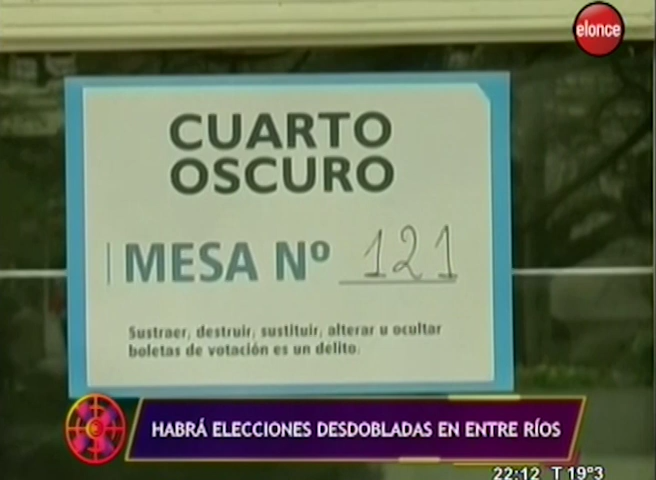 elonce
CUARTO
OSCURO
MESA Nº 121
Sustraer, destruir, sustituir, alterar u ocultar
boletas de votación es un delito.
HABRÁ ELECCIONES DESDOBLADAS EN ENTRE RÍOS
22:12 T 19°3